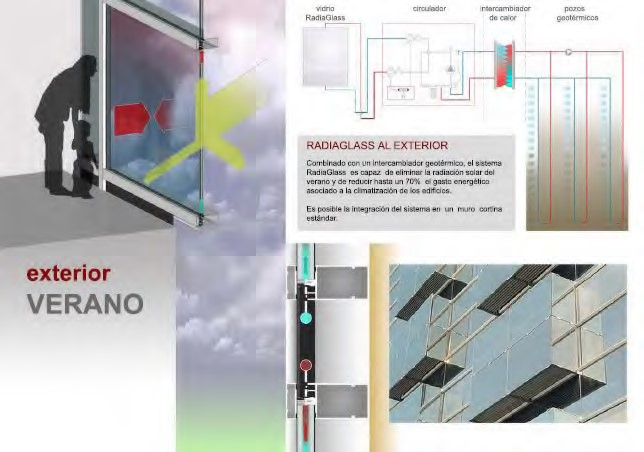 vidrio
RadiaGlass
circulador
intercambiador
de calor
pozos
geotérmicos
RADIAGLASS AL EXTERIOR
Combinado con un intercambiador geotérmico, el sistema
RadiaGlass es capaz de eliminar la radiación solar del
verano y de reducir hasta un 70% el gasto energético
asociado a la climatización de los edificios.
Es posible la integración del sistema en un muro cortina
estándar.
exterior
VERANO